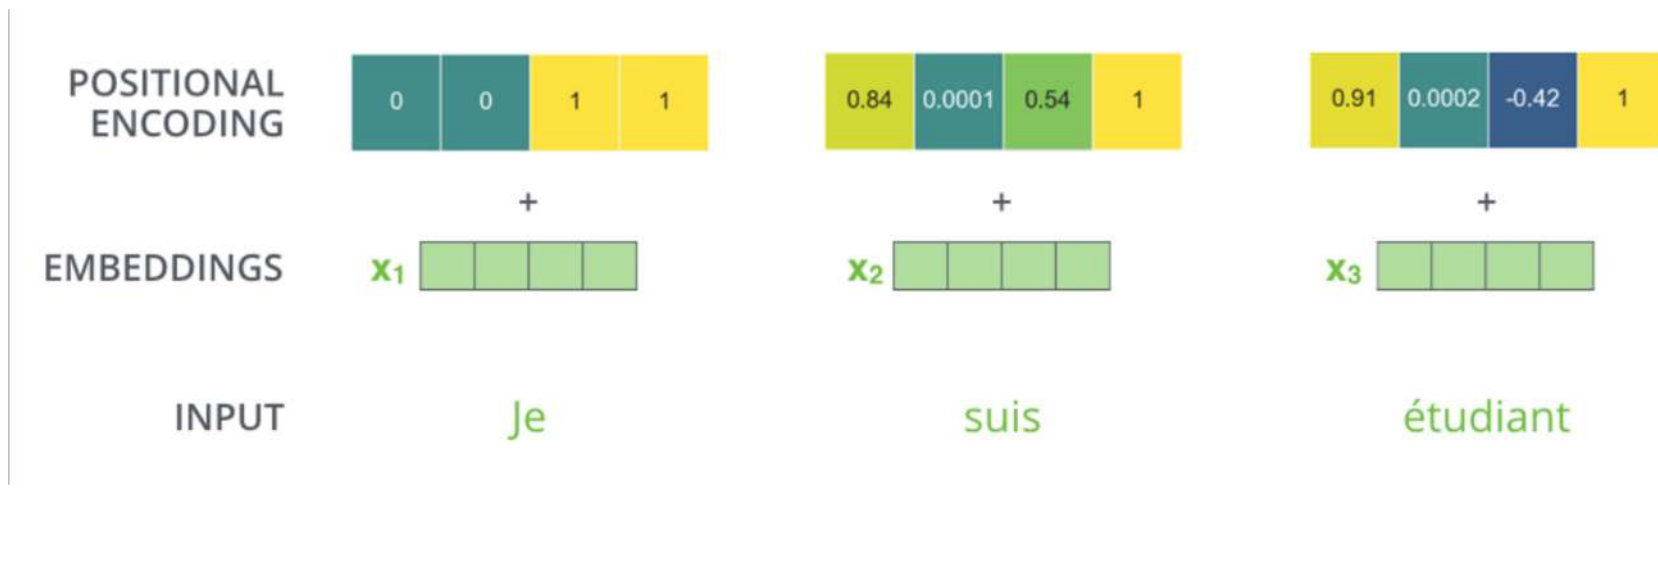 POSITIONAL
ENCODING
0 0 1 1
0.84 0.0001 0.54 1
0.91 0.0002 -0.42 1
+ + +
EMBEDDINGS x1 x2 x3
INPUT Je suis étudiant